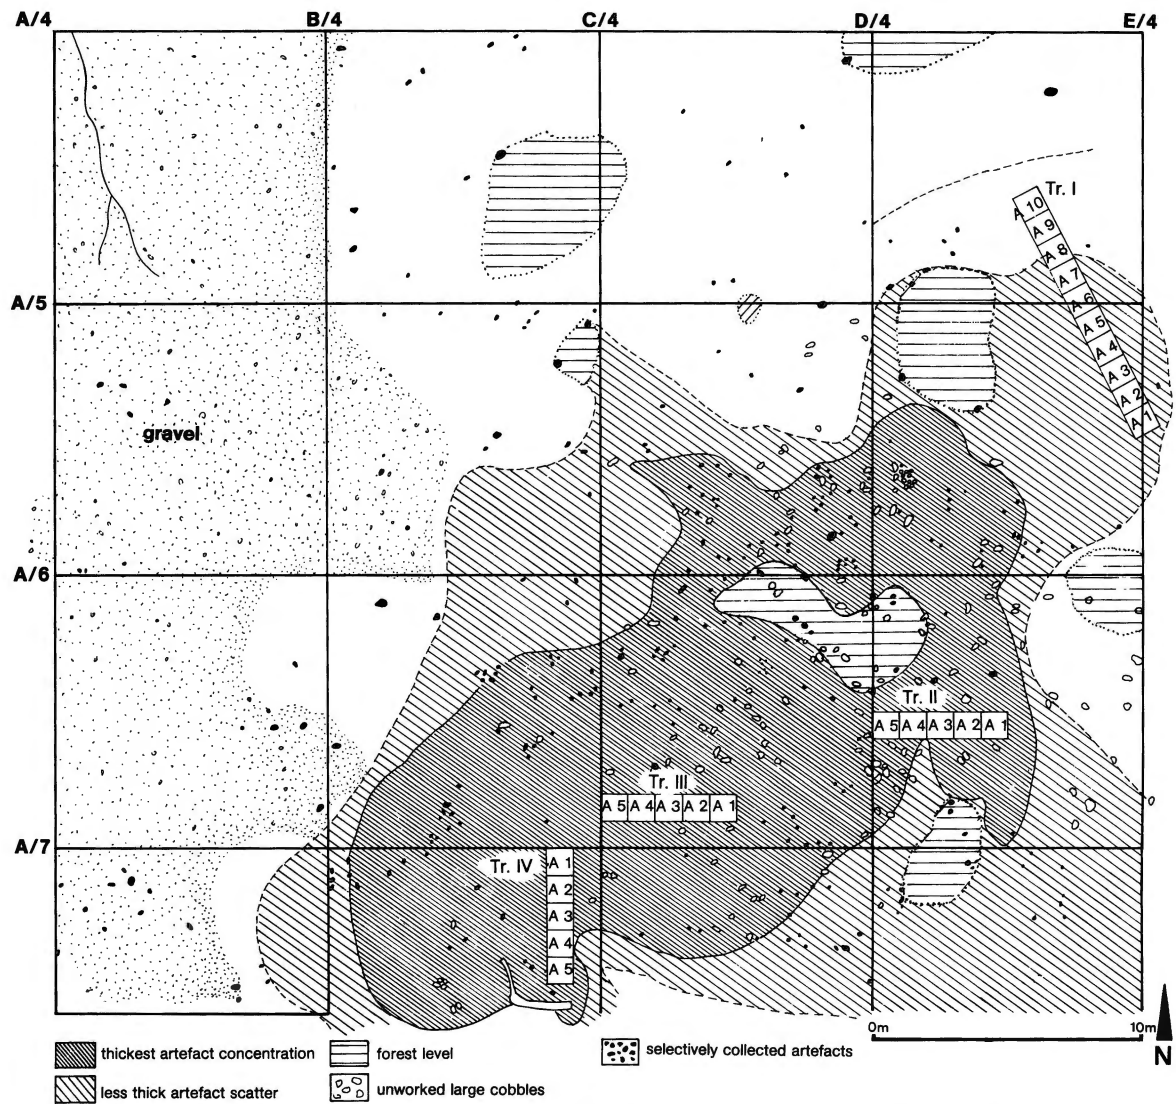 A/4 B/4 C/4 D/4 E/4
Tr. I
A 10
A 9
A 8
A 7
A 6
A 5
A 4
A 3
A 2
A 1
A/5
gravel
A/6
Tr. II
A 5 A 4 A 3 A 2 A 1
Tr. III
A 5 A 4 A 3 A 2 A 1
A/7
Tr. IV
A 1
A 2
A 3
A 4
A 5
0m 10m
N
thickest artefact concentration
forest level
selectively collected artefacts
less thick artefact scatter
unworked large cobbles